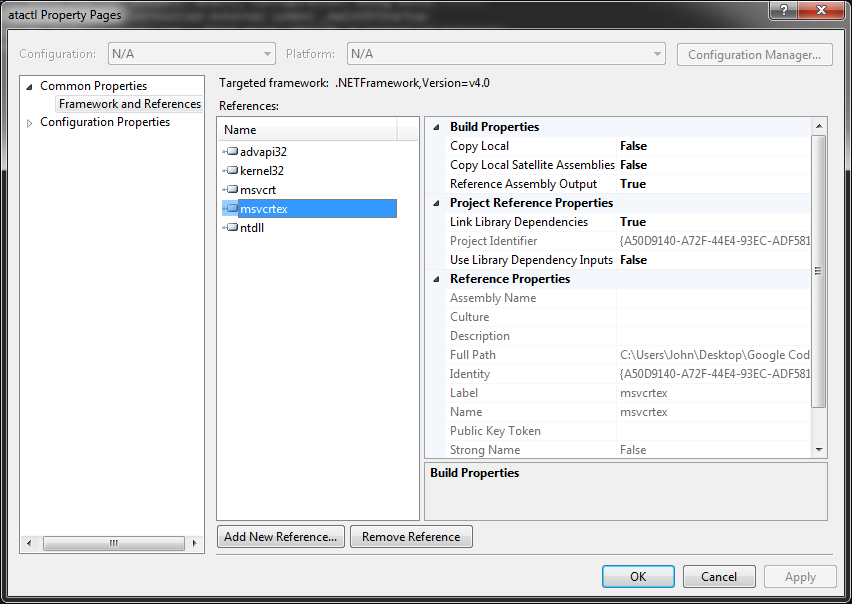 atactl Property Pages
Configuration: N/A Platform: N/A Configuration Manager...
Common Properties
Framework and References
Configuration Properties
Targeted framework: .NETFramework,Version=v4.0
References:
Name
advapi32
kernel32
msvcrt
msvcrtex
ntdll
Build Properties
Copy Local False
Copy Local Satellite Assemblies False
Reference Assembly Output True
Project Reference Properties
Link Library Dependencies True
Project Identifier {A50D9140-A72F-44E4-93EC-ADF581
Use Library Dependency Inputs False
Reference Properties
Assembly Name
Culture
Description
Full Path C:\Users\John\Desktop\Google Cod
Identity {A50D9140-A72F-44E4-93EC-ADF581
Label msvcrtex
Name msvcrtex
Public Key Token
Strong Name False
Build Properties
Add New Reference... Remove Reference
OK Cancel Apply